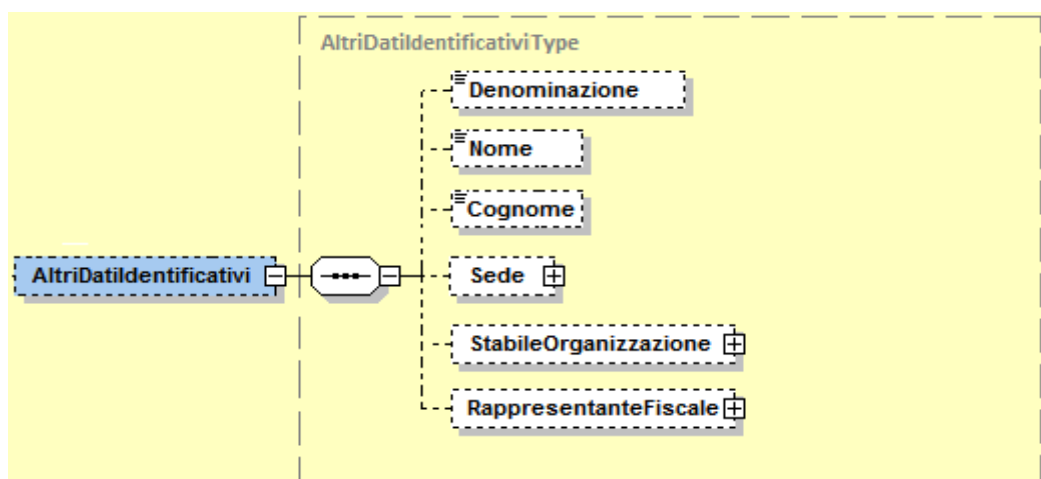 AltriDatiIdentificativiType
Denominazione
Nome
Cognome
AltriDatiIdentificativi
Sede
StabileOrganizzazione
RappresentanteFiscale